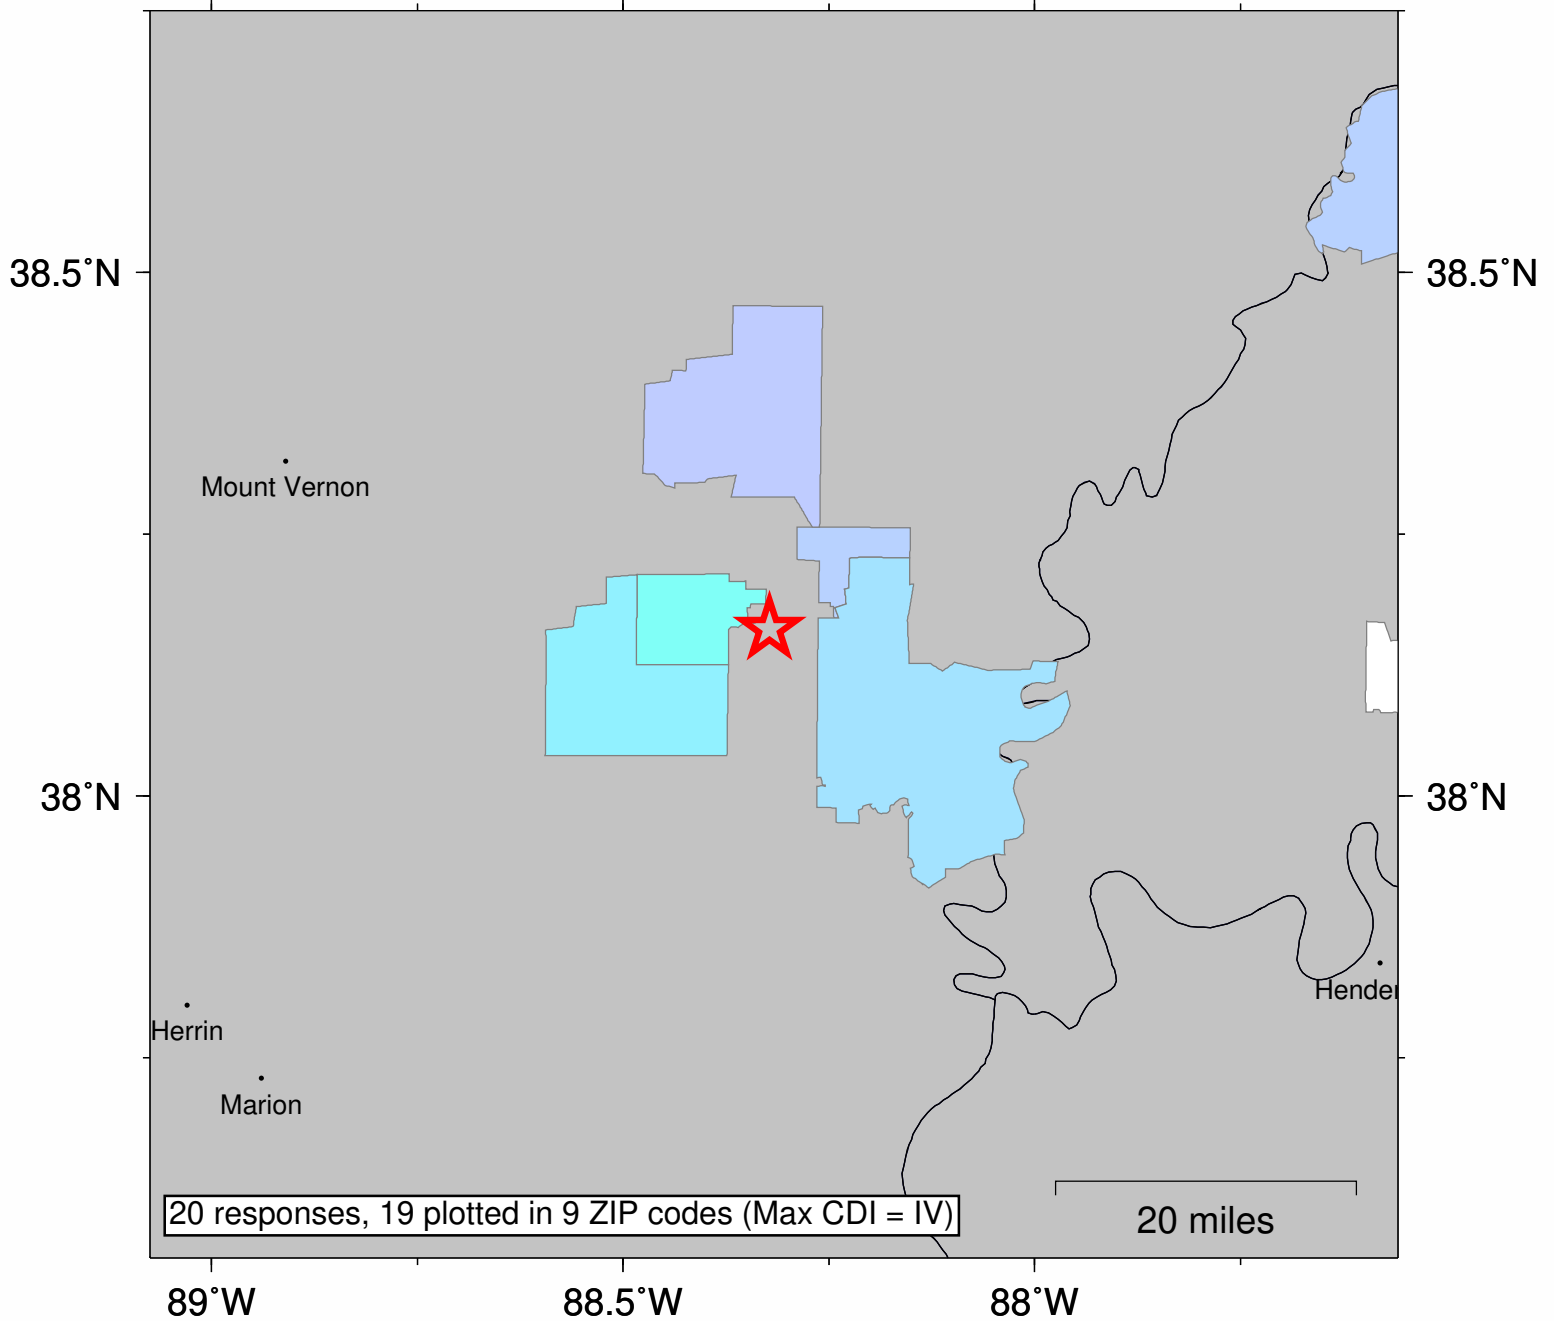 38.5˚N
38.5˚N
Mount Vernon
38˚N
38˚N
Hender
Herrin
Marion
20 responses, 19 plotted in 9 ZIP codes (Max CDI = IV)
20 miles
89˚W
88.5˚W
88˚W